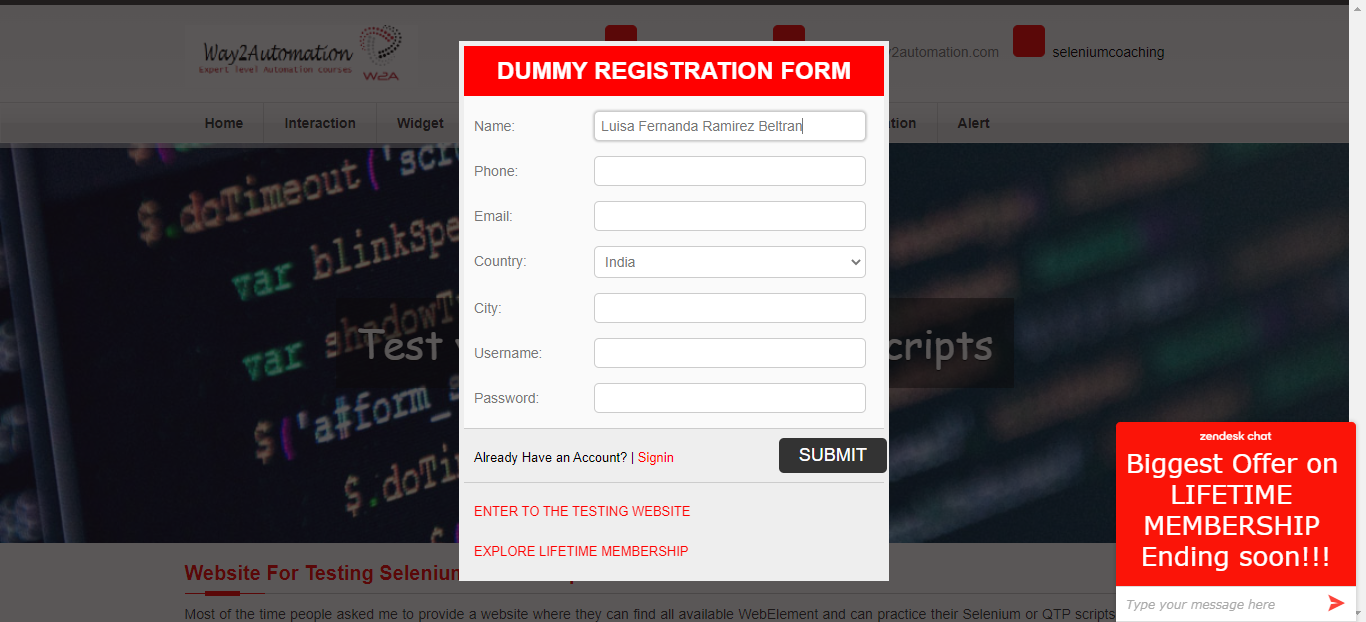 Way2Automation
Expert level Automation courses
W2A
2automation.com
seleniumcoaching
Home
Interaction
Widget
Alert
DUMMY REGISTRATION FORM
Name:
Luisa Fernanda Ramirez Beltran
Phone:
Email:
Country:
India
City:
Username:
Password:
Already Have an Account? | Signin
SUBMIT
ENTER TO THE TESTING WEBSITE
EXPLORE LIFETIME MEMBERSHIP
$.doTimeout('scr
var blinkSpe
var shadowT
$('a#form_s
$.doTi
Test
cripts
zendesk chat
Biggest Offer on
LIFETIME
MEMBERSHIP
Ending soon!!!
Type your message here
Website For Testing Selenium
Most of the time people asked me to provide a website where they can find all available WebElement and can practice their Selenium or QTP scripts